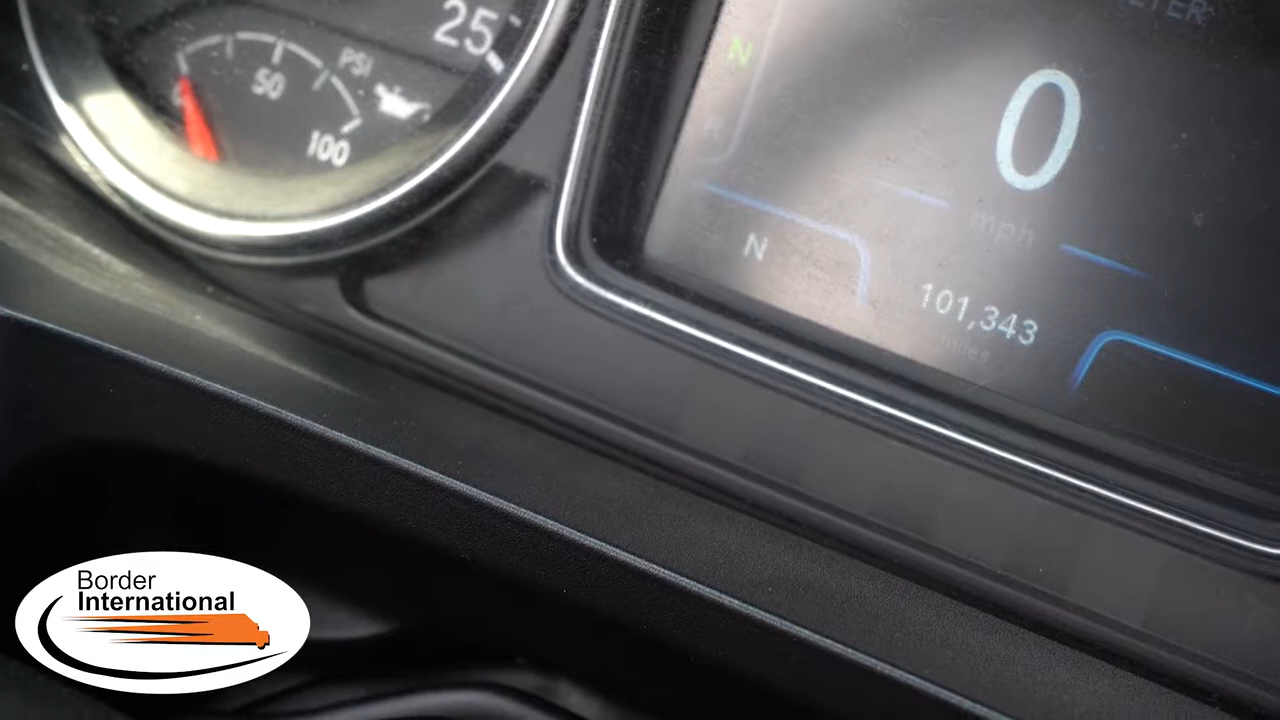 25
PSI
50
100
N
0
mph
N
101,343
miles
Border
International